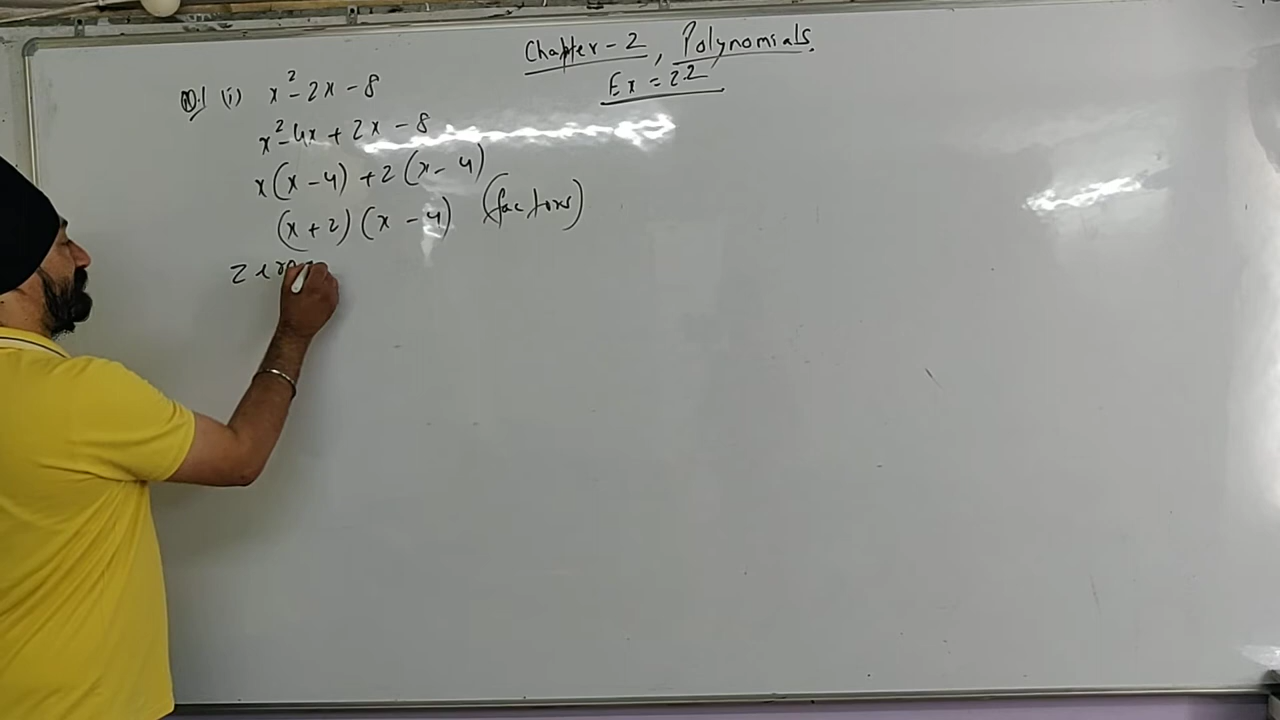 Chapter-2, Polynomials.
Ex = 2.2
Q.1 (i) x²-2x-8
x²-4x+2x-8
x(x-4)+2(x-4)
(x+2)(x-4) (factors)